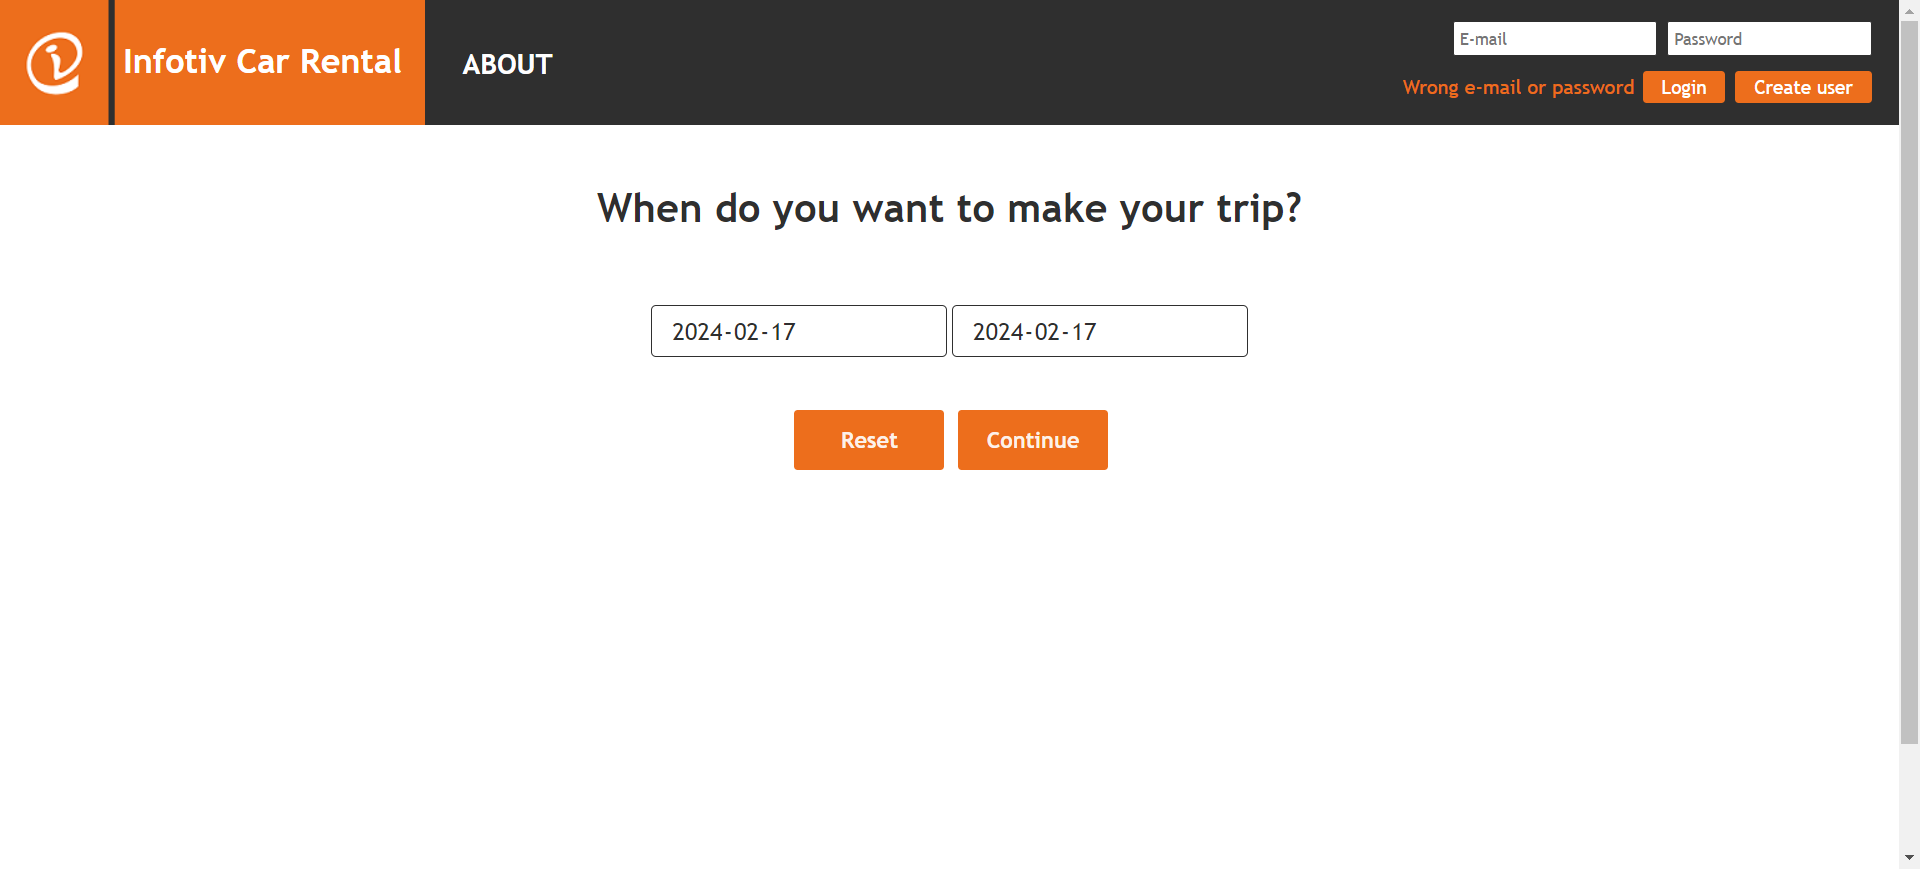 Infotiv Car Rental
ABOUT
E-mail
Password
Wrong e-mail or password
Login
Create user
When do you want to make your trip?
2024-02-17
2024-02-17
Reset
Continue